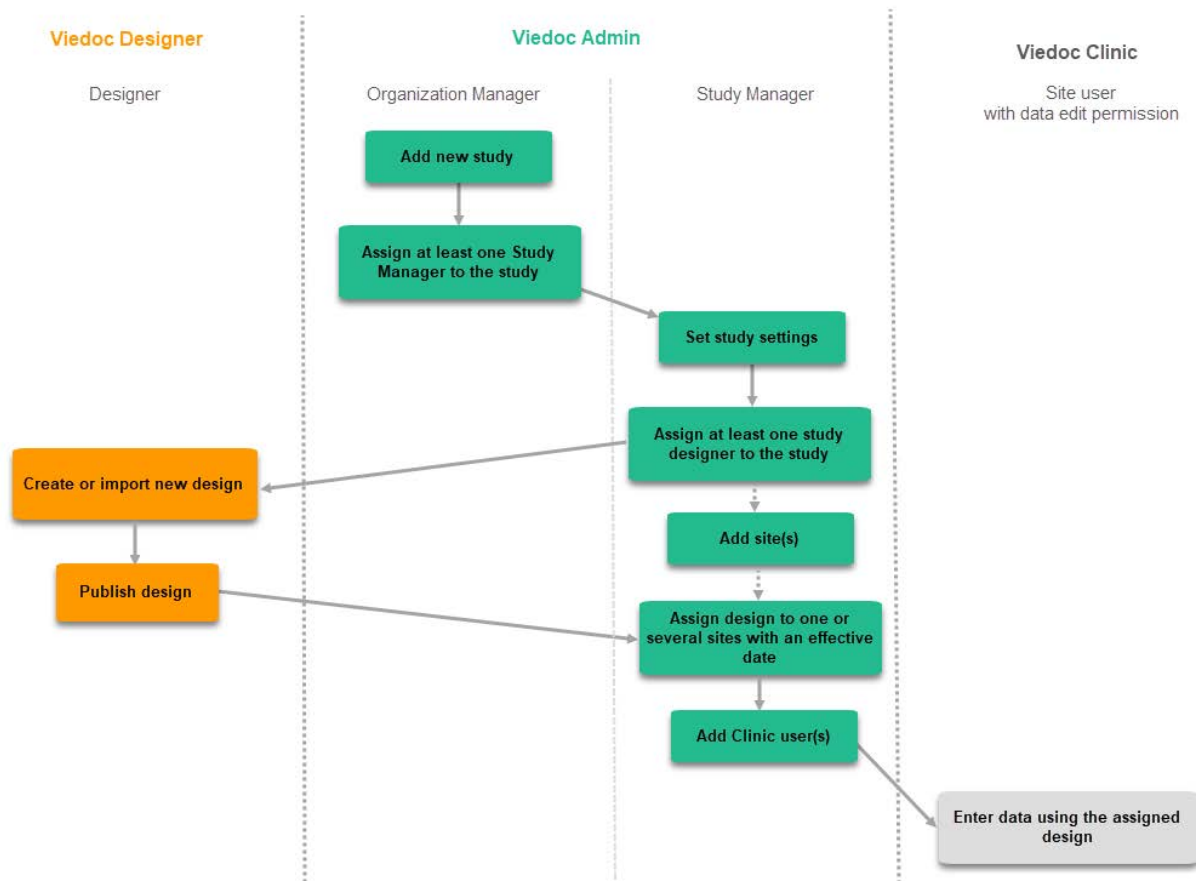 Viedoc Designer
Viedoc Admin
Viedoc Clinic
Designer
Organization Manager
Study Manager
Site user
with data edit permission
Add new study
Assign at least one Study
Manager to the study
Set study settings
Assign at least one study
designer to the study
Create or import new design
Add site(s)
Publish design
Assign design to one or
several sites with an effective
date
Add Clinic user(s)
Enter data using the assigned
design